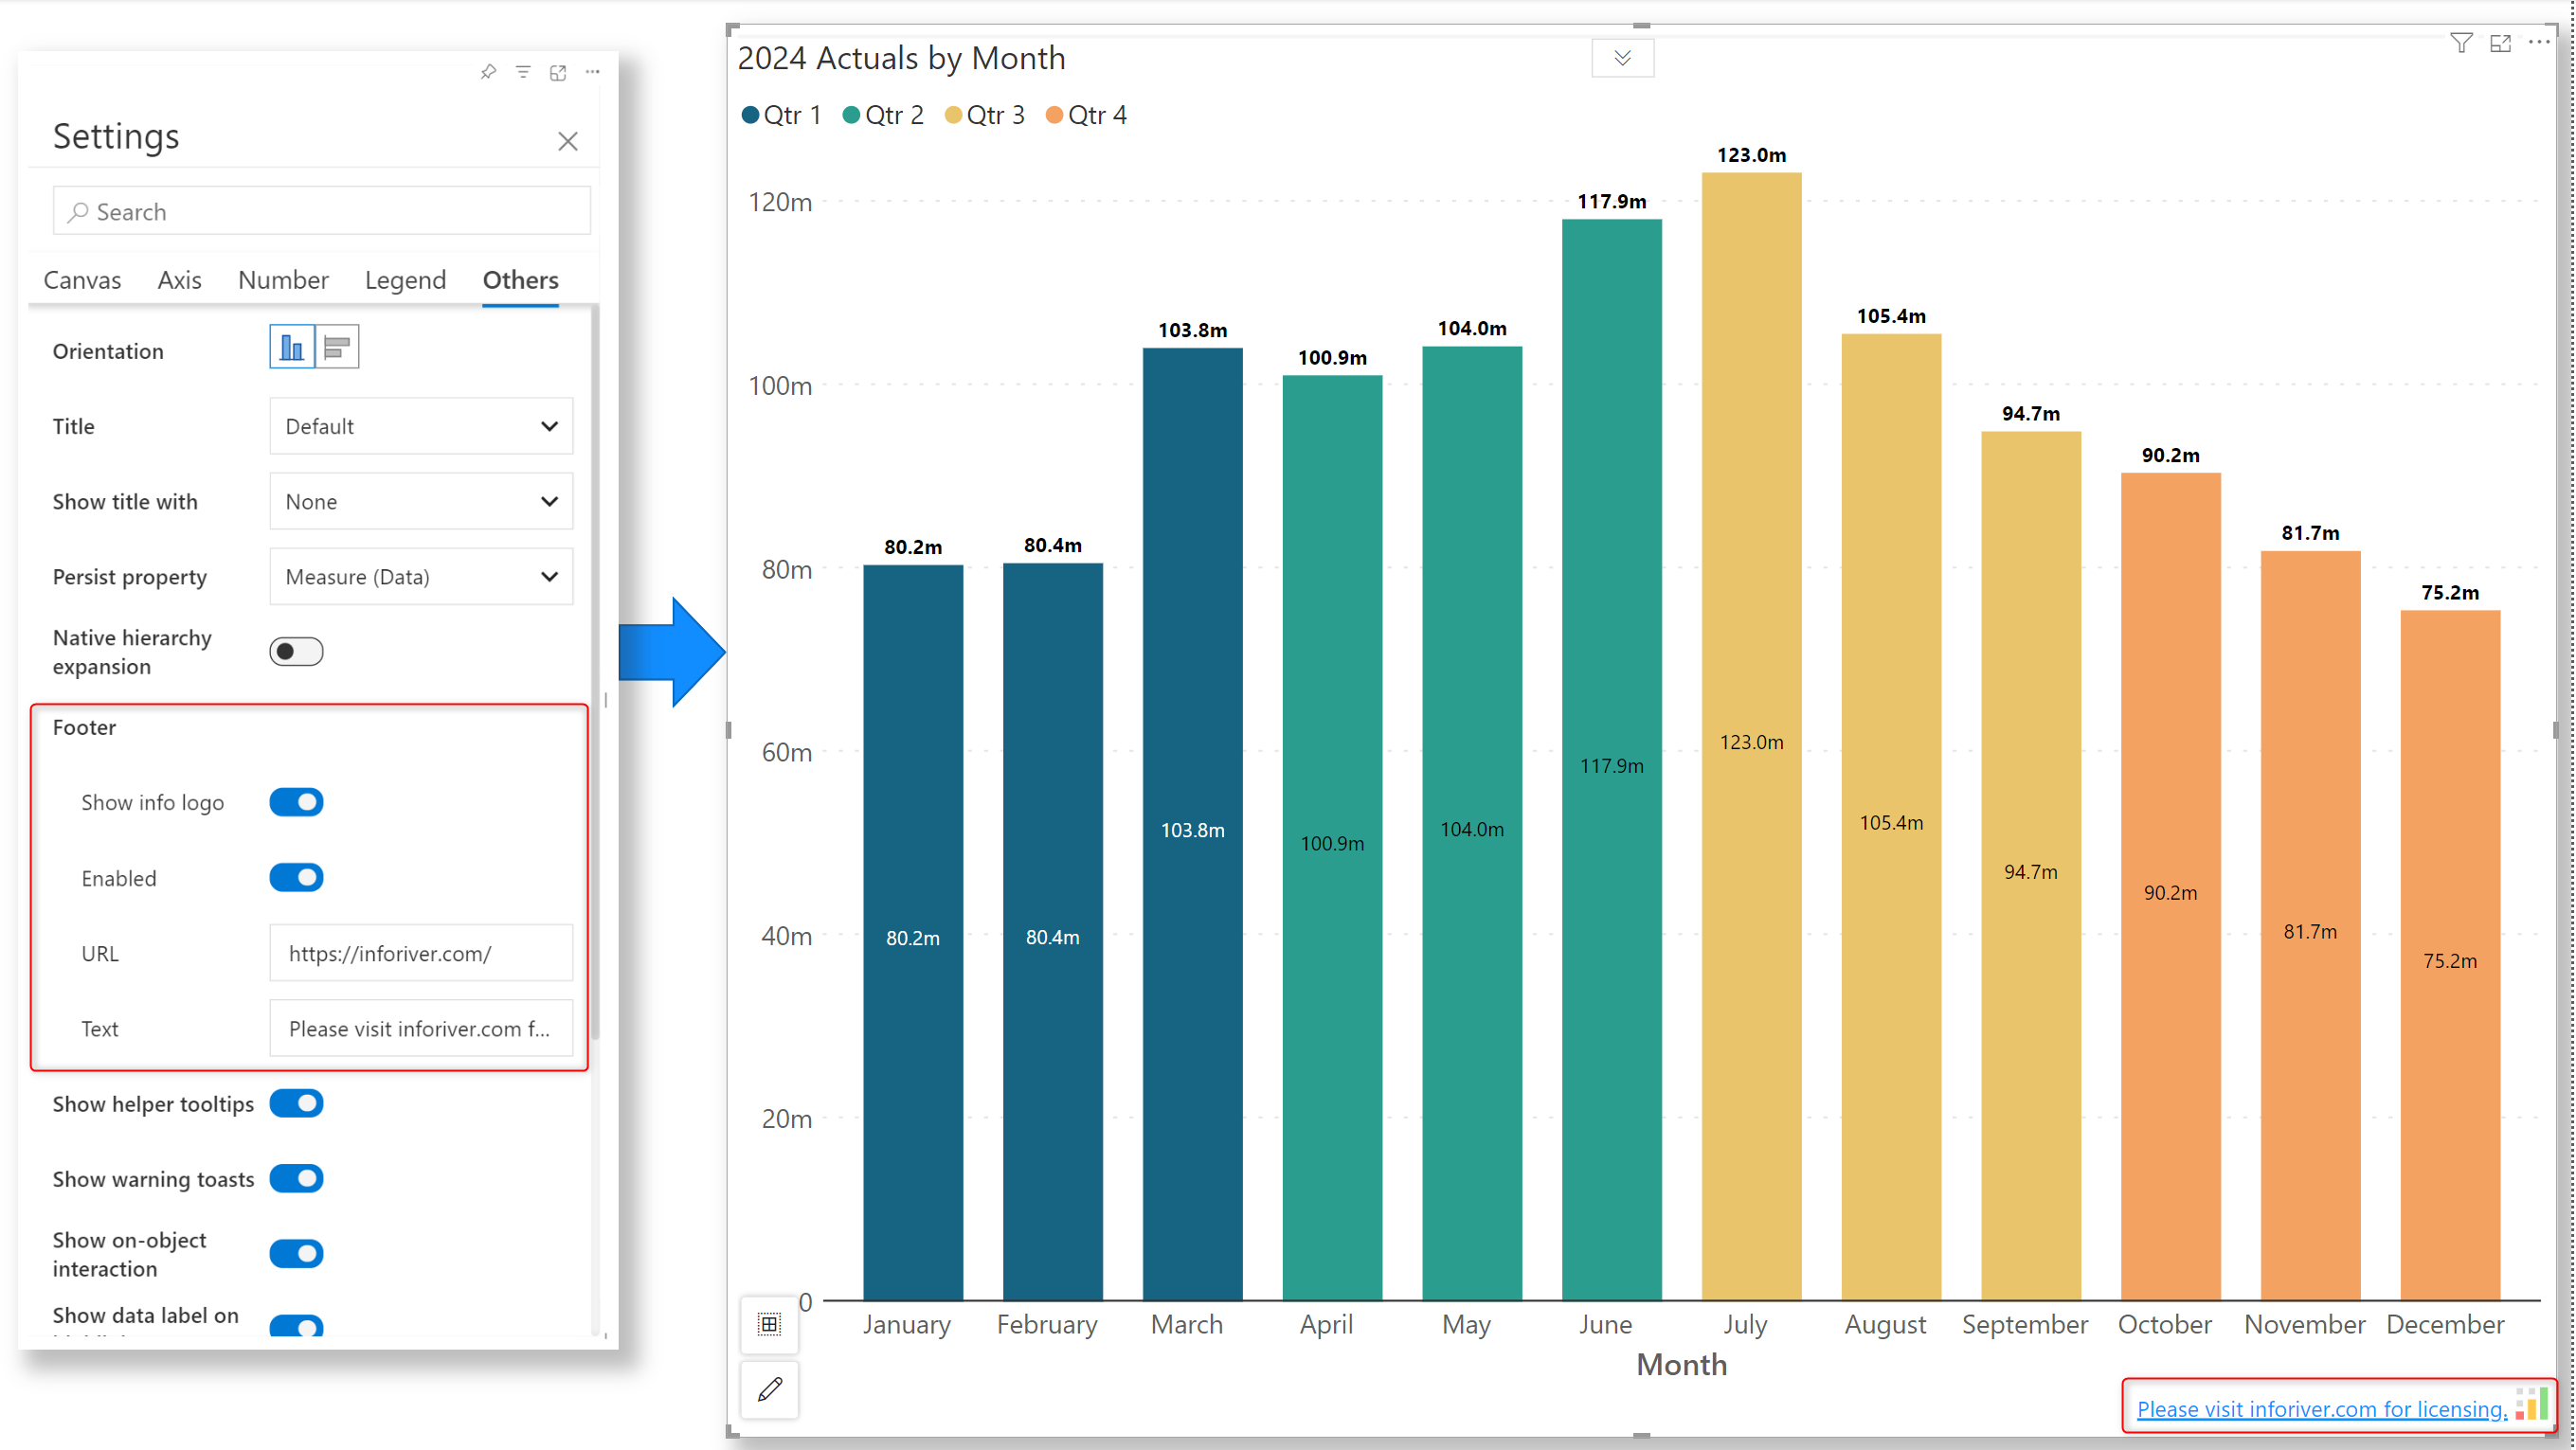 Settings
Search
Canvas Axis Number Legend Others
Orientation
Title Default
Show title with None
Persist property Measure (Data)
Native hierarchy
expansion
Footer
Show info logo
Enabled
URL https://inforiver.com/
Text Please visit inforiver.com f...
Show helper tooltips
Show warning toasts
Show on-object
interaction
Show data label on
2024 Actuals by Month
Qtr 1 Qtr 2 Qtr 3 Qtr 4
123.0m
120m
117.9m
105.4m
103.8m
104.0m
100.9m
100m
94.7m
90.2m
80.2m
80.4m
81.7m
80m
75.2m
60m
123.0m
117.9m
103.8m
104.0m
100.9m
105.4m
94.7m
90.2m
40m
80.2m
80.4m
81.7m
75.2m
20m
0
January February March April May June July August September October November December
Month
Please visit inforiver.com for licensing.